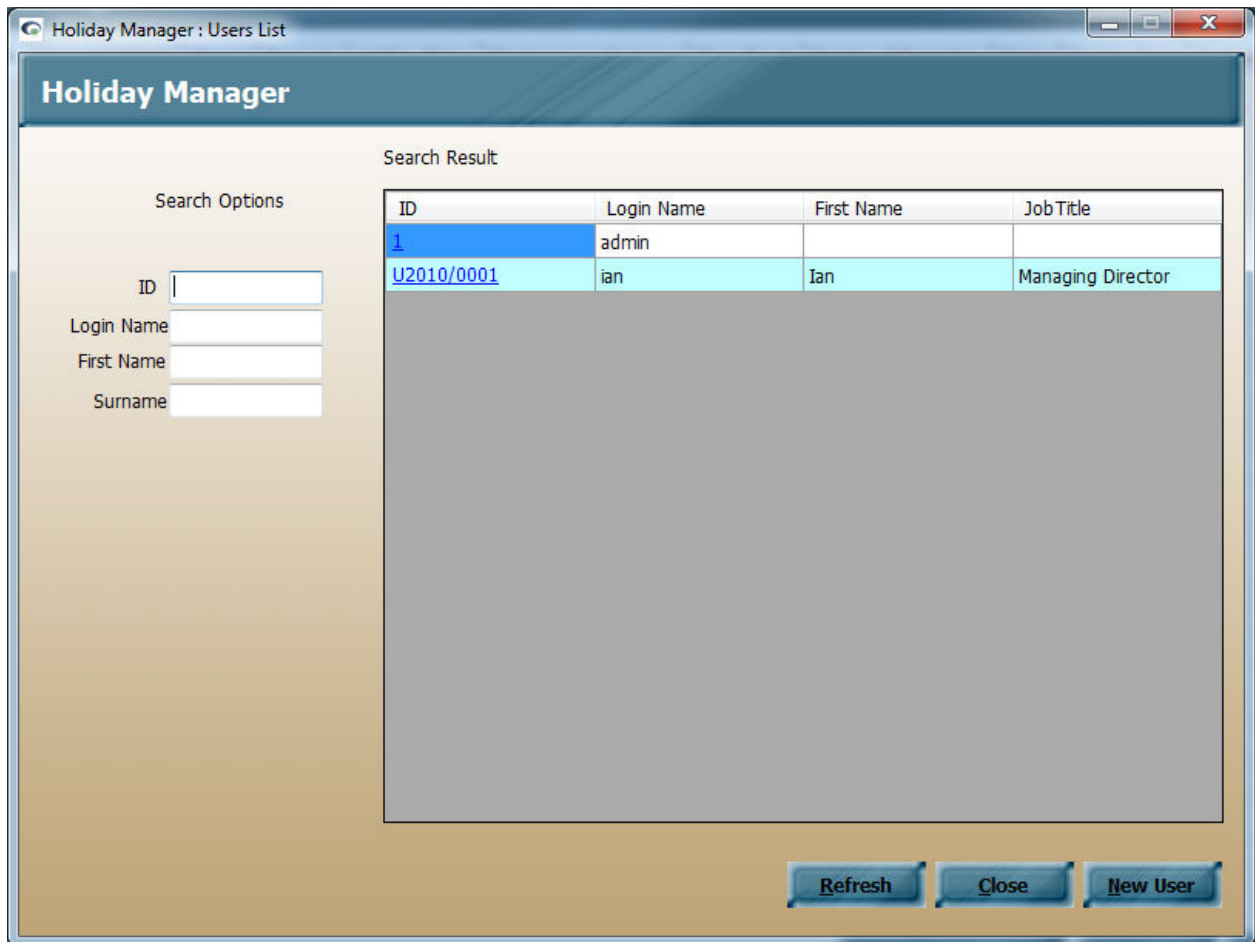 Holiday Manager : Users List
Holiday Manager
Search Result
Search Options
ID Login Name First Name JobTitle
1 admin
U2010/0001 ian Ian Managing Director
ID
Login Name
First Name
Surname
Refresh Close New User